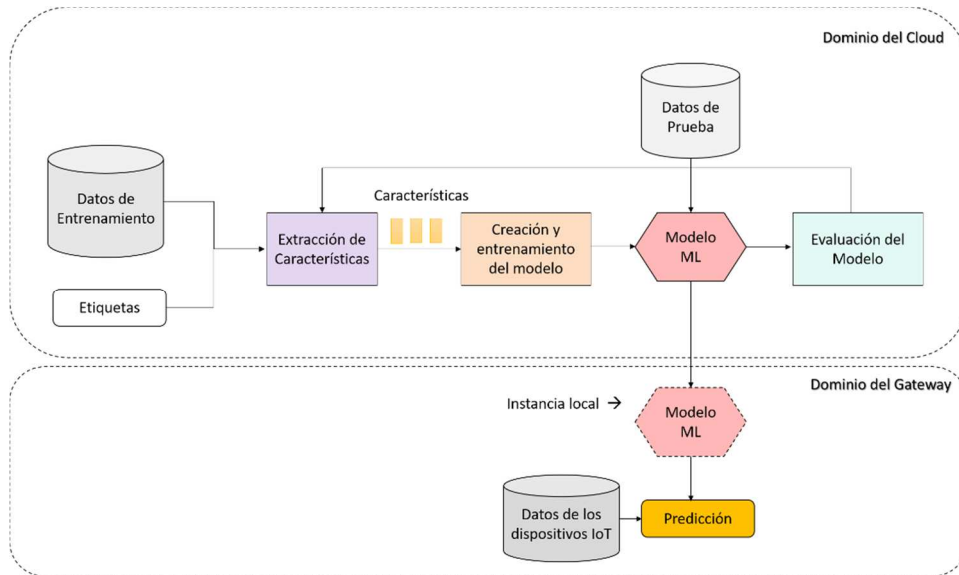 Dominio del Cloud
Datos de
Prueba
Datos de
Entrenamiento
Características
Extracción de
Características
Creación y
entrenamiento
del modelo
Modelo
ML
Evaluación del
Modelo
Etiquetas
Dominio del Gateway
Instancia local →
Modelo
ML
Datos de los
dispositivos IoT
Predicción